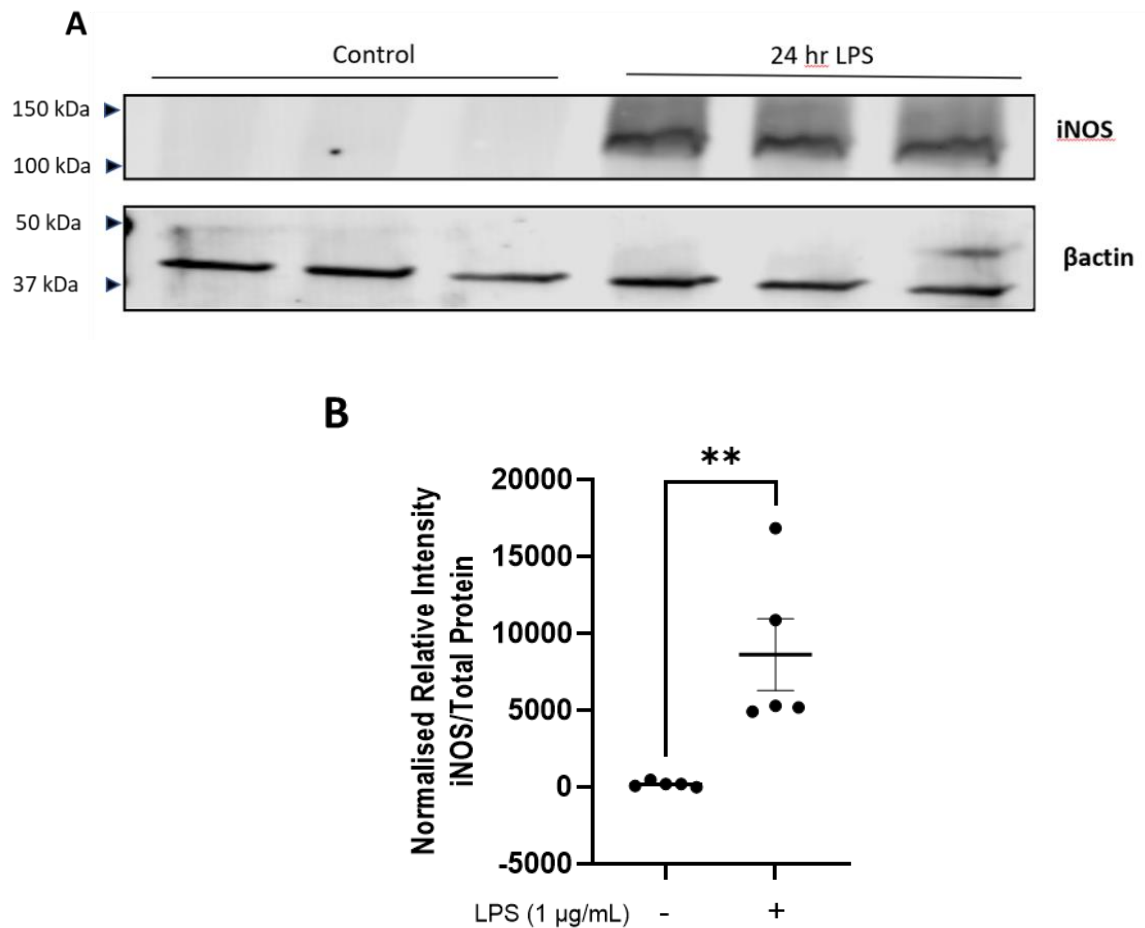 A
Control
24 hr LPS
150 kDa
iNOS
100 kDa
50 kDa
βactin
37 kDa
B
**
Normalised Relative Intensity
iNOS/Total Protein
20000
15000
10000
5000
0
-5000
LPS (1 µg/mL) - +